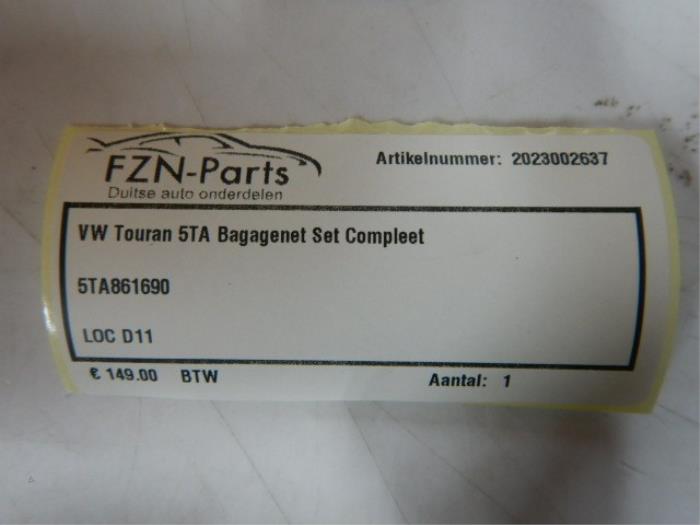 FZN-Parts
Duitse auto onderdelen
Artikelnummer: 2023002637
VW Touran 5TA Bagagenet Set Compleet
5TA861690
LOC D11
€ 149.00 BTW
Aantal: 1